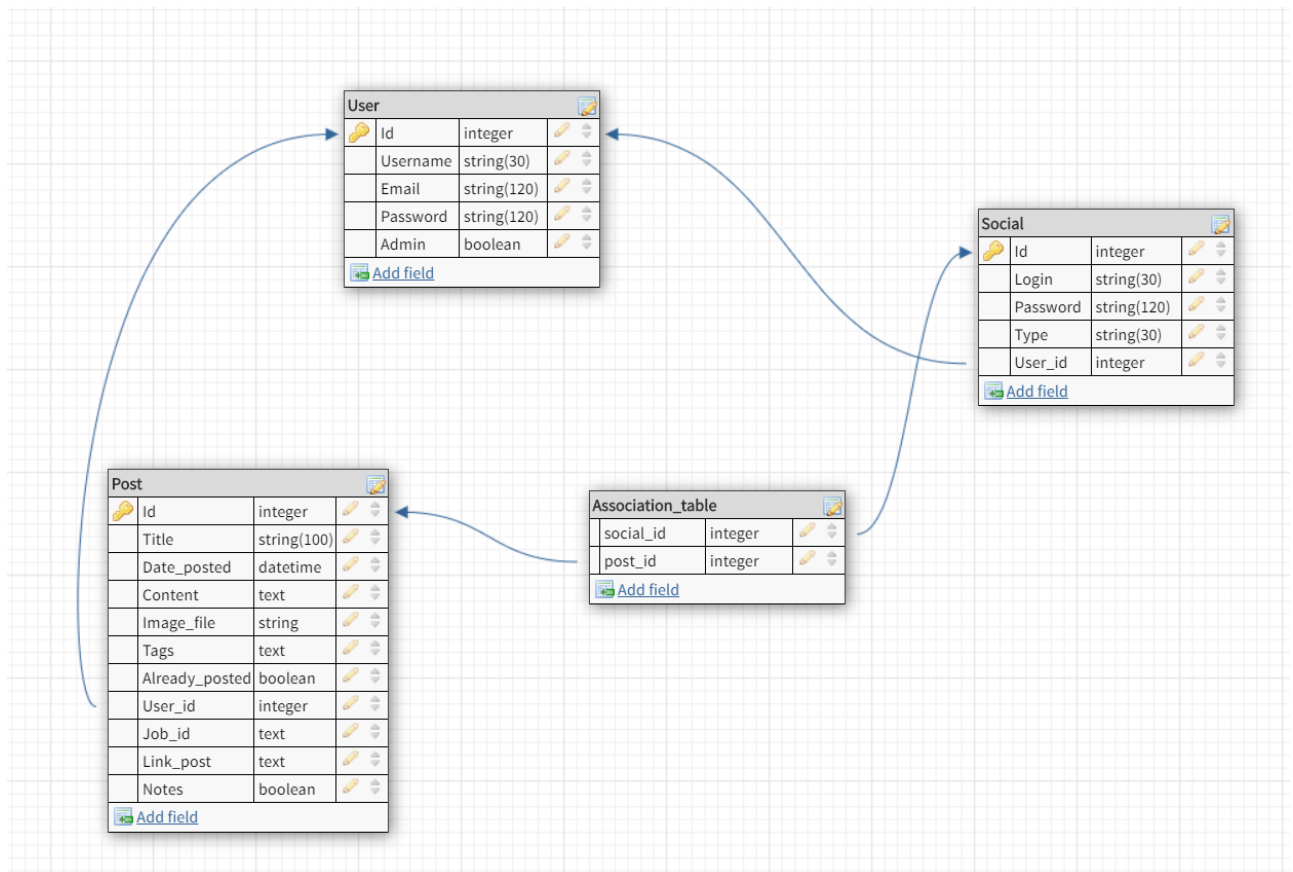 User
Id integer
Username string(30)
Email string(120)
Password string(120)
Admin boolean
Add field
Social
Id integer
Login string(30)
Password string(120)
Type string(30)
User_id integer
Add field
Post
Id integer
Title string(100)
Date_posted datetime
Content text
Image_file string
Tags text
Already_posted boolean
User_id integer
Job_id text
Link_post text
Notes boolean
Add field
Association_table
social_id integer
post_id integer
Add field